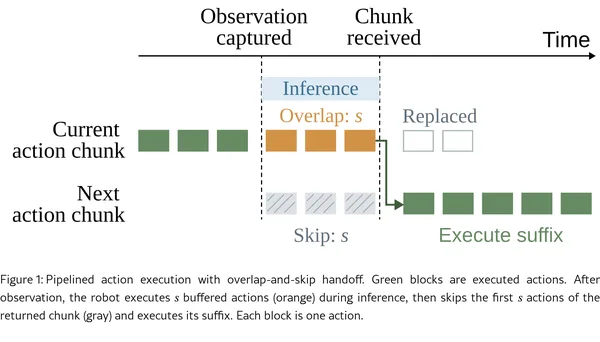 Observation
captured
Chunk
received
Time
Inference
Overlap: s
Replaced
Current
action chunk
Next
action chunk
Skip: s
Execute suffix
Figure 1: Pipelined action execution with overlap-and-skip handoff. Green blocks are executed actions. After
observation, the robot executes s buffered actions (orange) during inference, then skips the first s actions of the
returned chunk (gray) and executes its suffix. Each block is one action.